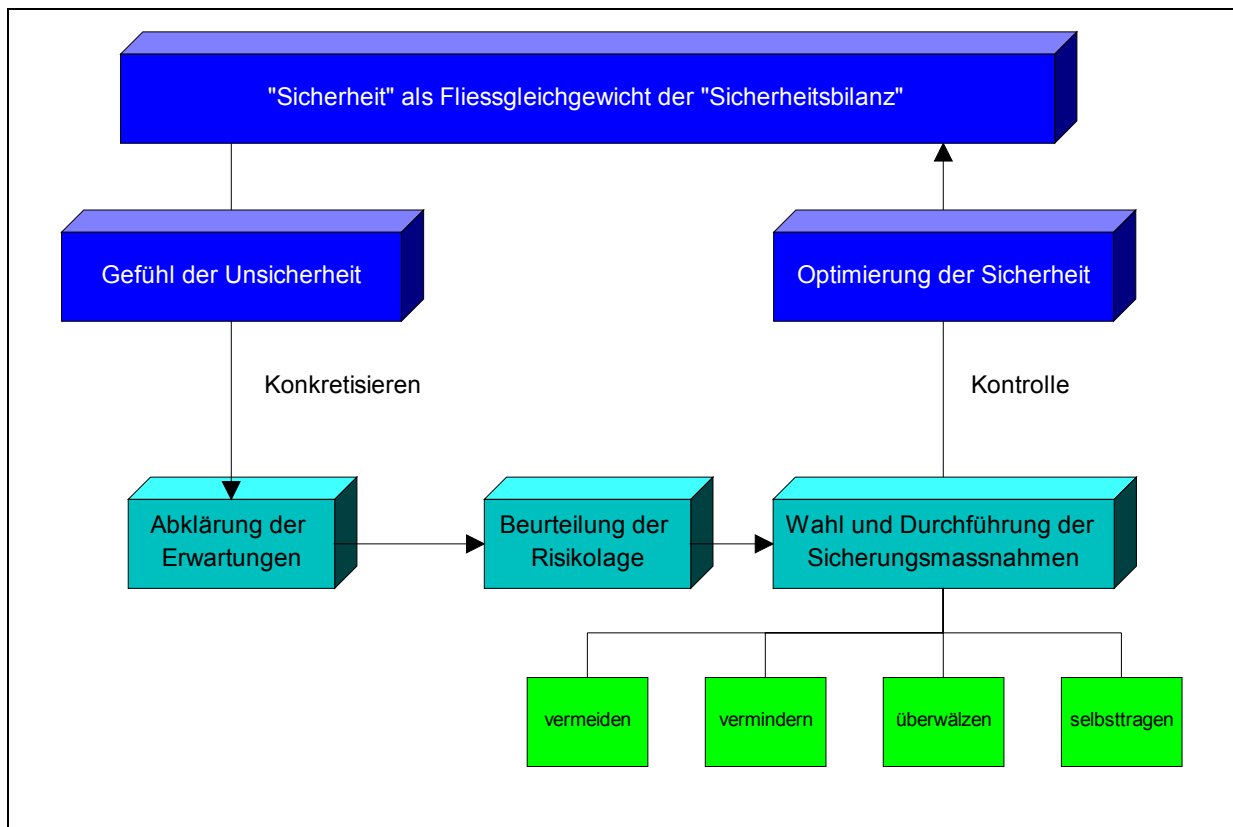 "Sicherheit" als Fliessgleichgewicht der "Sicherheitsbilanz"
Gefühl der Unsicherheit
Optimierung der Sicherheit
Konkretisieren
Kontrolle
Abklärung der
Erwartungen
Beurteilung der
Risikolage
Wahl und Durchführung der
Sicherungsmassnahmen
vermeiden
vermindern
überwälzen
selbsttragen